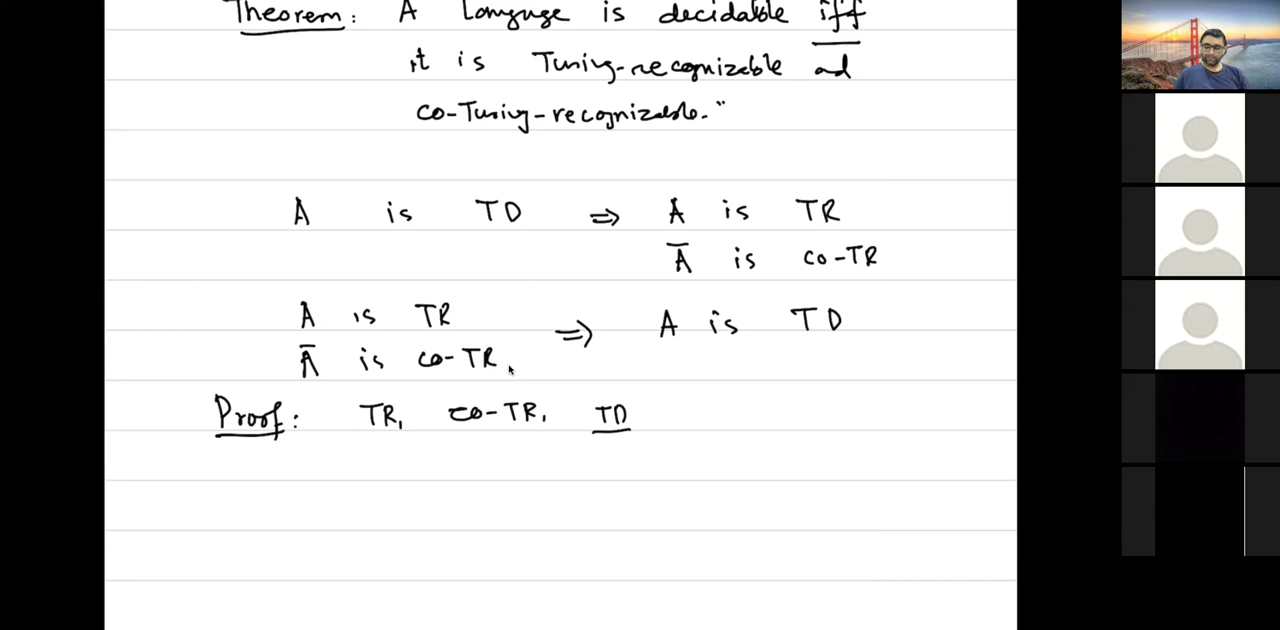 Theorem: A Language is decidable iff
it is Turing-recognizable and
co-Turing-recognizable."
A is TD ⇒ A is TR
A̅ is co-TR
A is TR
A̅ is co-TR. ⇒ A is TD
Proof: TR, co-TR, TD